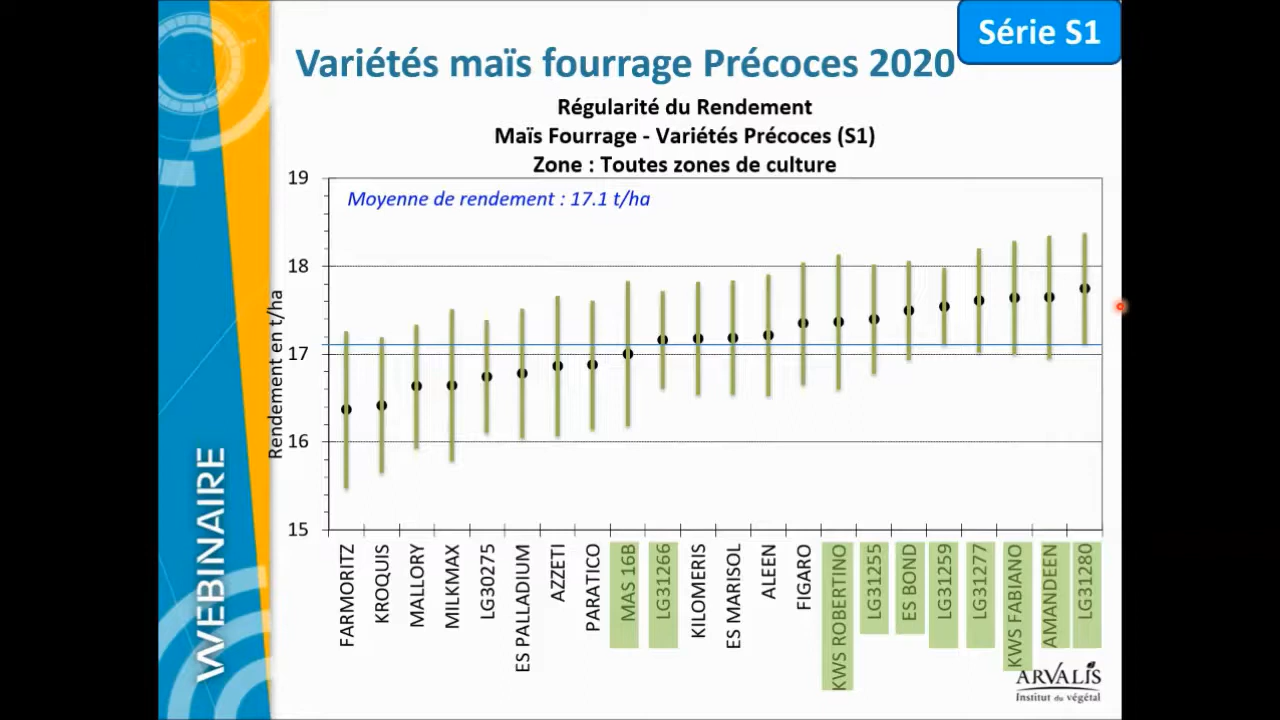 Série S1
Variétés maïs fourrage Précoces 2020
Régularité du Rendement
Maïs Fourrage - Variétés Précoces (S1)
Zone : Toutes zones de culture
Moyenne de rendement : 17.1 t/ha
Rendement en t/ha
19
18
17
16
15
FARMORITZ
KROQUIS
MALLORY
MILKMAX
LG30275
ES PALLADIUM
AZZETI
PARATICO
MAS 16B
LG31266
KILOMERIS
ES MARISOL
ALEEN
FIGARO
KWS ROBERTINO
LG31255
ES BOND
LG31259
LG31277
KWS FABIANO
AMANDEEN
LG31280
WEBINAIRE
ARVALIS
Institut du végétal